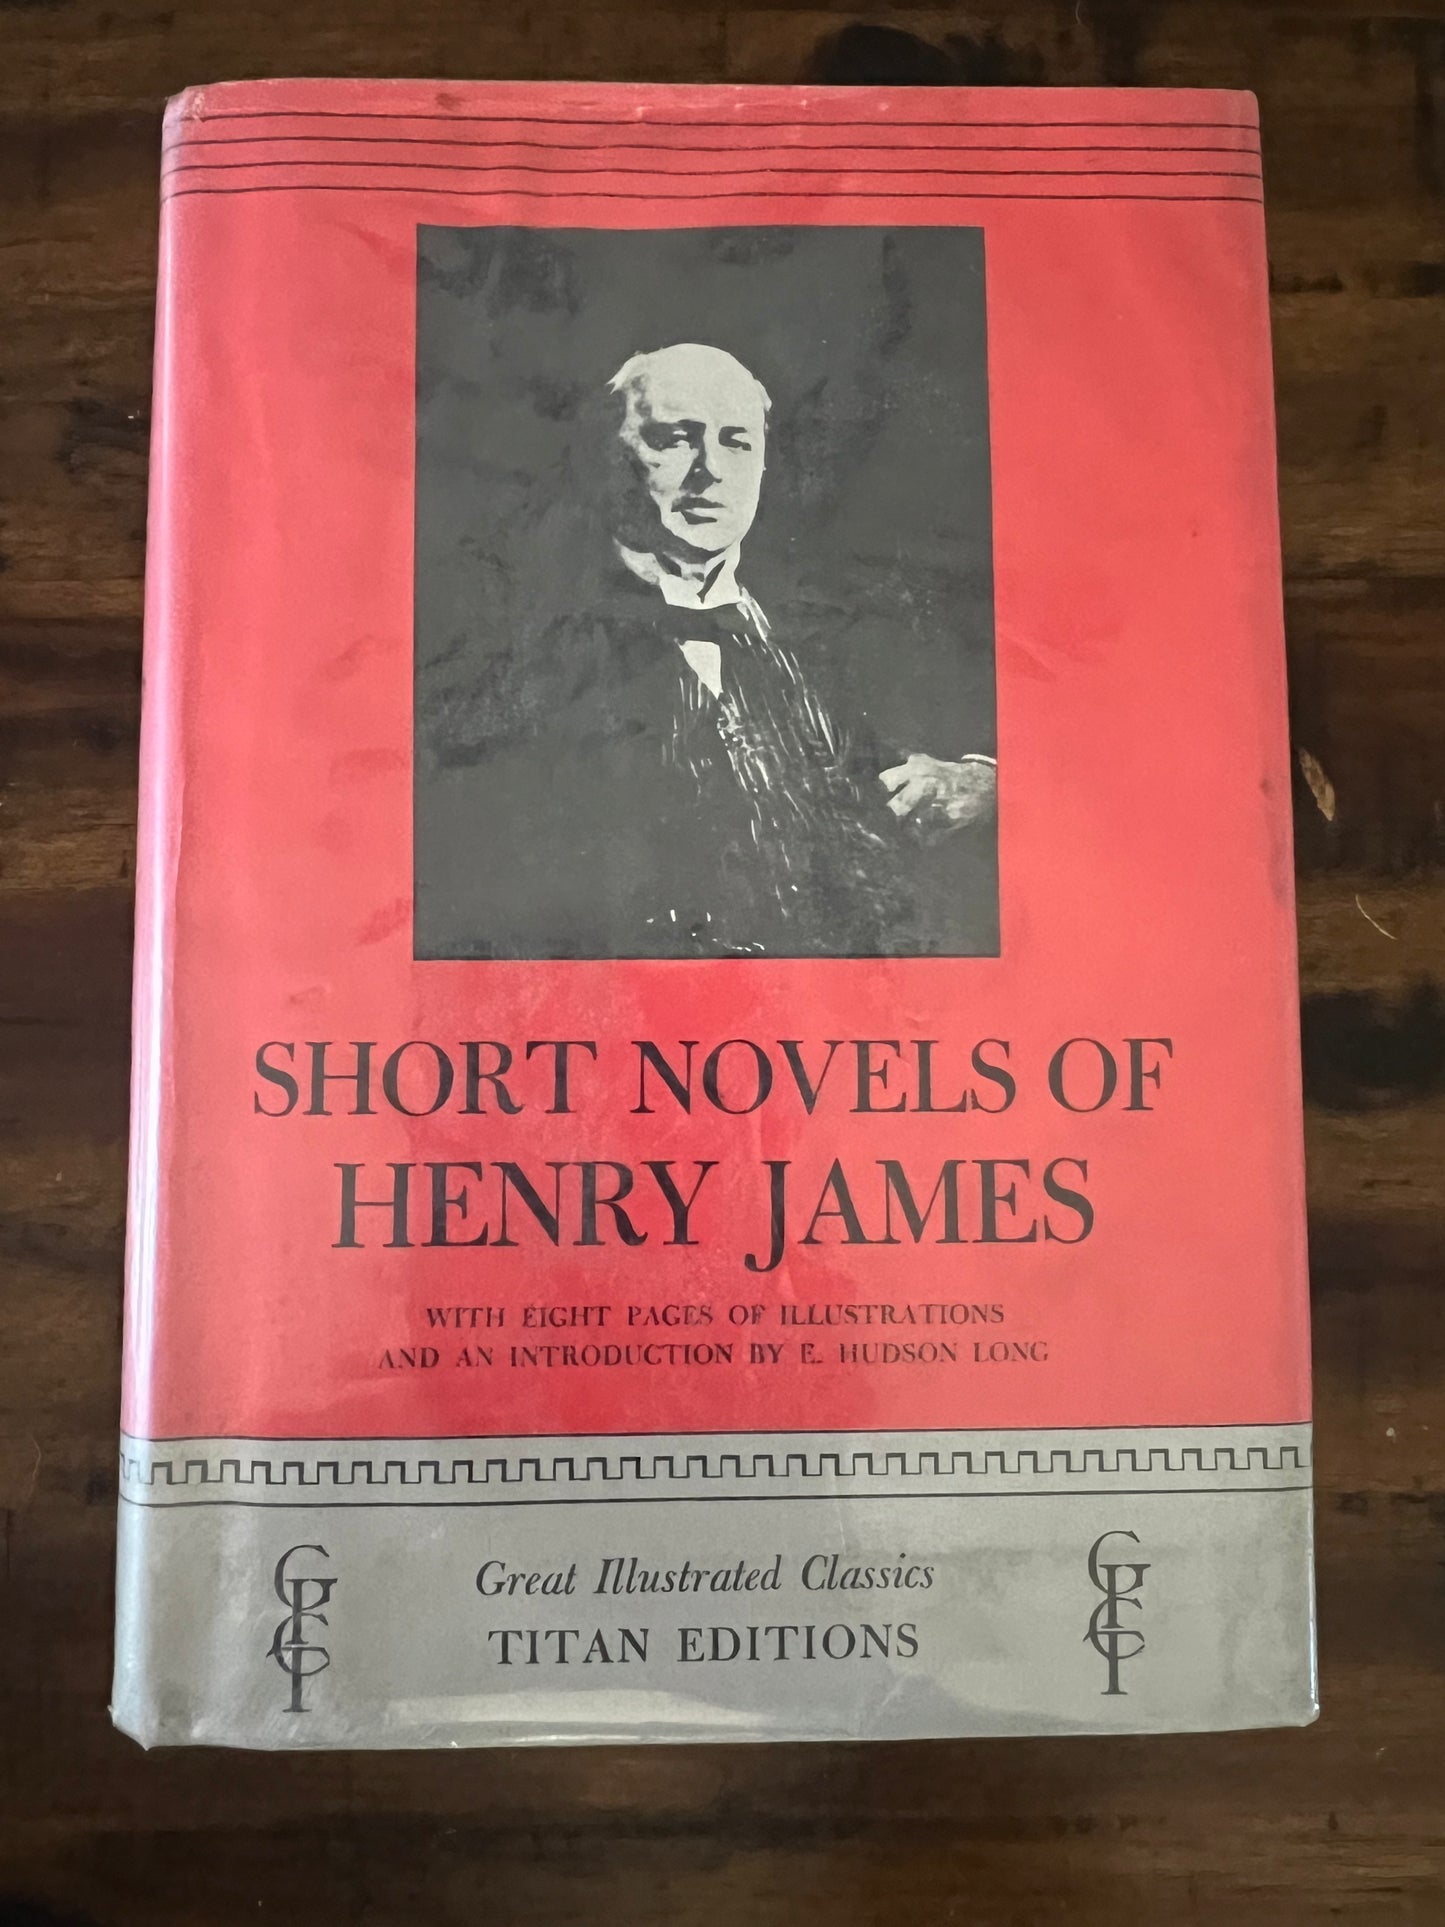 SHORT NOVELS OF
HENRY JAMES
WITH EIGHT PAGES OF ILLUSTRATIONS
AND AN INTRODUCTION BY E. HUDSON LONG
Great Illustrated Classics
TITAN EDITIONS